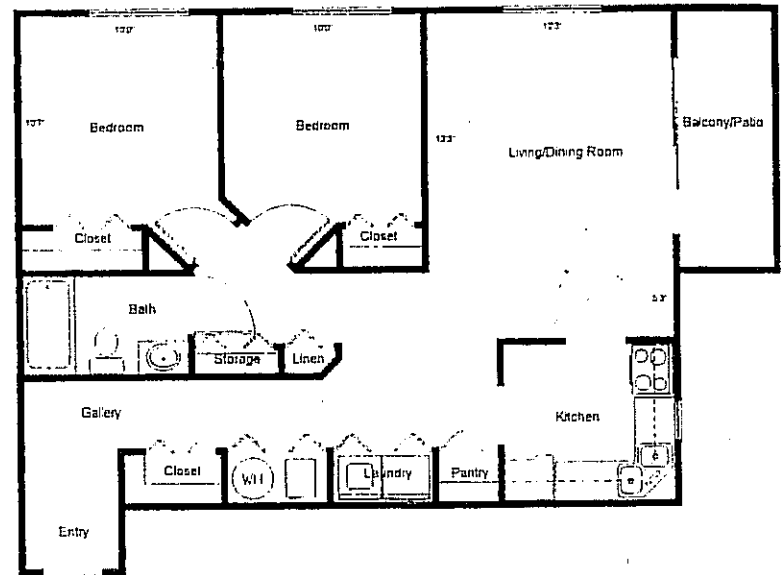 Bedroom
Bedroom
Living/Dining Room
Balcony/Patio
Closet
Closet
Bath
Storage
Linen
Gallery
Kitchen
Closet
WH
Laundry
Pantry
Entry